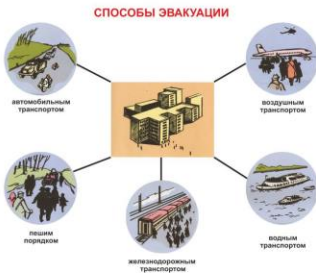 СПОСОБЫ ЭВАКУАЦИИ
автомобильным
транспортом
воздушным
транспортом
пешим
порядком
железнодорожным
транспортом
водным
транспортом